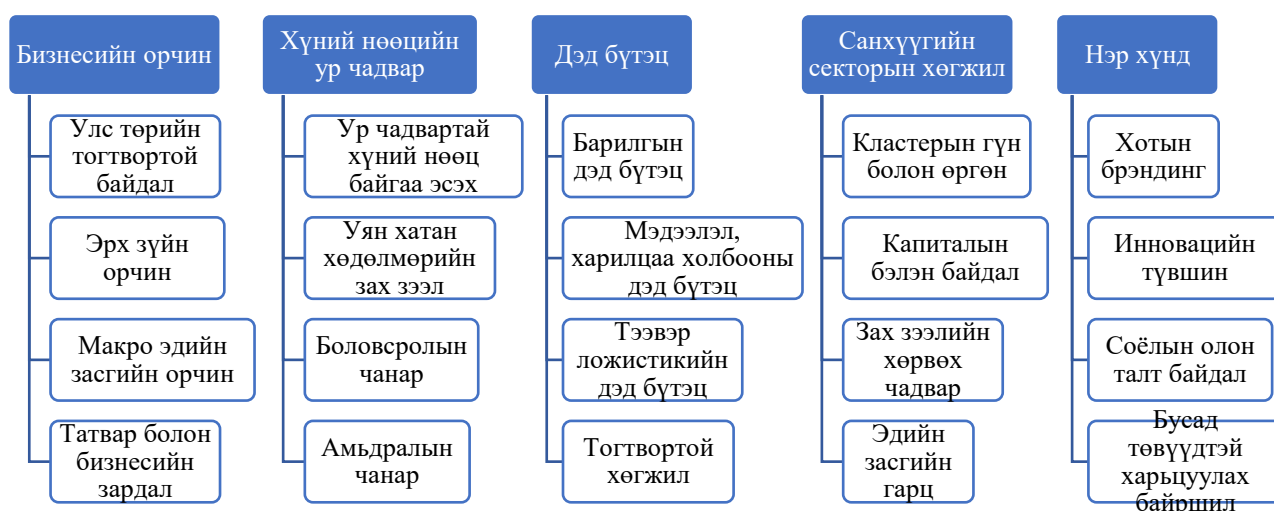 Бизнесийн орчин
Улс төрийн
тогтвортой
байдал
Эрх зүйн
орчин
Макро эдийн
засгийн орчин
Татвар болон
бизнесийн
зардал
Хүний нөөцийн
ур чадвар
Ур чадвартай
хүний нөөц
байгаа эсэх
Уян хатан
хөдөлмөрийн
зах зээл
Боловсролын
чанар
Амьдралын
чанар
Дэд бүтэц
Барилгын
дэд бүтэц
Мэдээлэл,
харилцаа холбооны
дэд бүтэц
Тээвэр
ложистикийн
дэд бүтэц
Тогтвортой
хөгжил
Санхүүгийн
секторын хөгжил
Кластерын гүн
болон өргөн
Капиталын
бэлэн байдал
Зах зээлийн
хөрвөх
чадвар
Эдийн
засгийн
гарц
Нэр хүнд
Хотын
брэндинг
Инновацийн
түвшин
Соёлын олон
талт байдал
Бусад
төвүүдтэй
харьцуулах
байршил